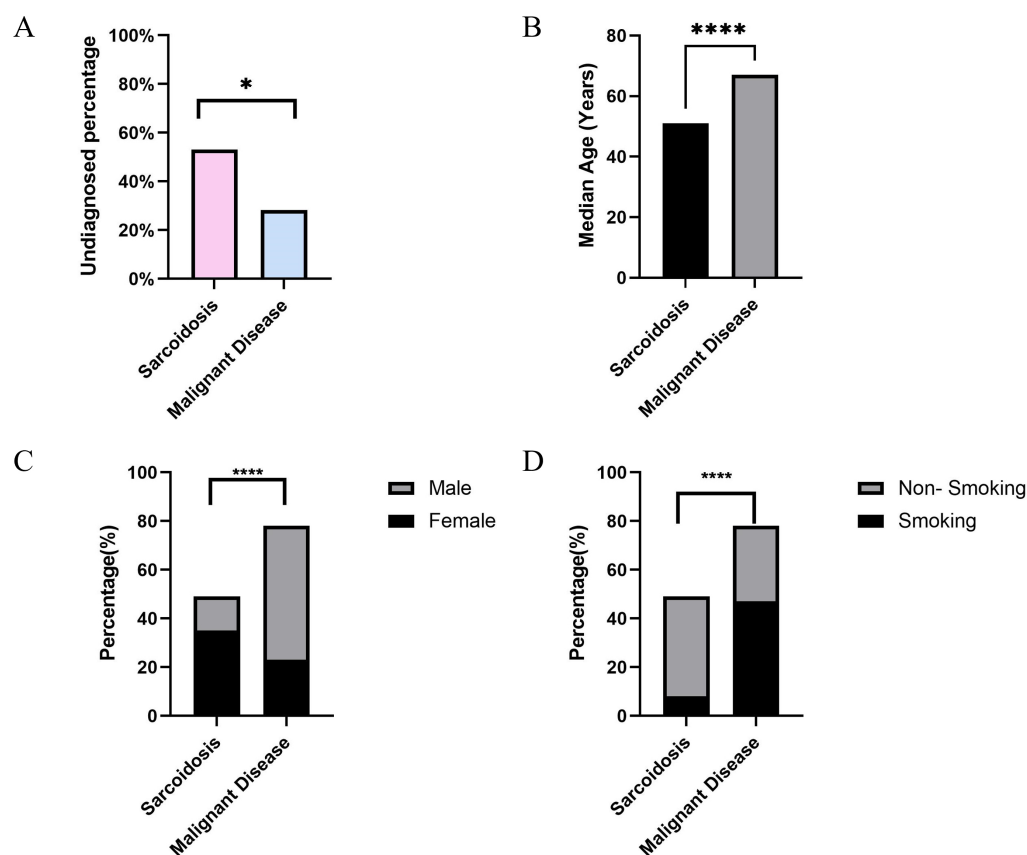 A
Undiagnosed percentage
100%
80%
60%
40%
20%
0%
*
Sarcoidosis
Malignant Disease
B
Median Age (Years)
80
60
40
20
0
****
Sarcoidosis
Malignant Disease
C
Percentage(%)
100
80
60
40
20
0
****
Male
Female
Sarcoidosis
Malignant Disease
D
Percentage(%)
100
80
60
40
20
0
****
Non- Smoking
Smoking
Sarcoidosis
Malignant Disease